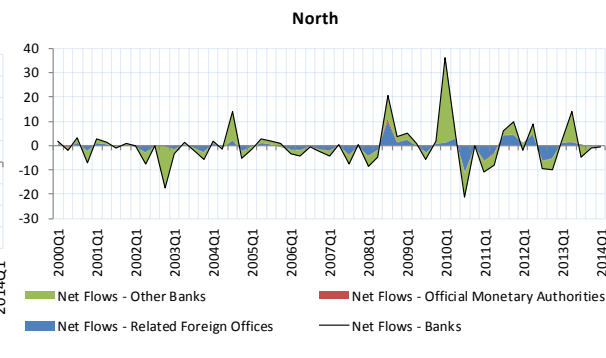 North
40
30
20
10
0
-10
-20
-30
2000Q1
2001Q1
2002Q1
2003Q1
2004Q1
2005Q1
2006Q1
2007Q1
2008Q1
2009Q1
2010Q1
2011Q1
2012Q1
2013Q1
2014Q1
2014Q1
Net Flows - Other Banks
Net Flows - Official Monetary Authorities
Net Flows - Related Foreign Offices
Net Flows - Banks